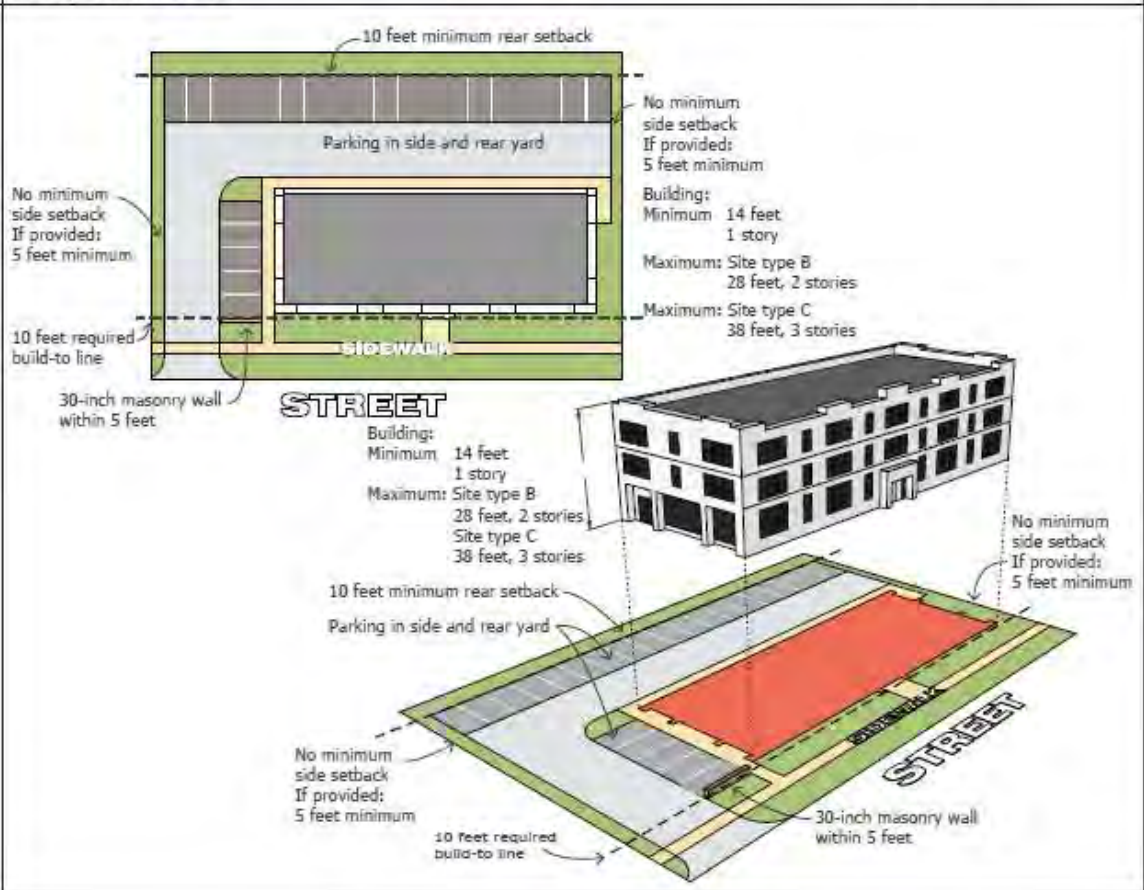 10 feet minimum rear setback
No minimum
side setback
If provided:
5 feet minimum
Parking in side and rear yard
No minimum
side setback
If provided:
5 feet minimum
Building:
Minimum 14 feet
1 story
Maximum: Site type B
28 feet, 2 stories
Maximum: Site type C
38 feet, 3 stories
10 feet required
build-to line
SIDEWALK
30-inch masonry wall
within 5 feet
STREET
Building:
Minimum 14 feet
1 story
Maximum: Site type B
28 feet, 2 stories
Site type C
38 feet, 3 stories
No minimum
side setback
If provided:
5 feet minimum
10 feet minimum rear setback
Parking in side and rear yard
SIDEWALK
STREET
No minimum
side setback
If provided:
5 feet minimum
30-inch masonry wall
within 5 feet
10 feet required
build-to line